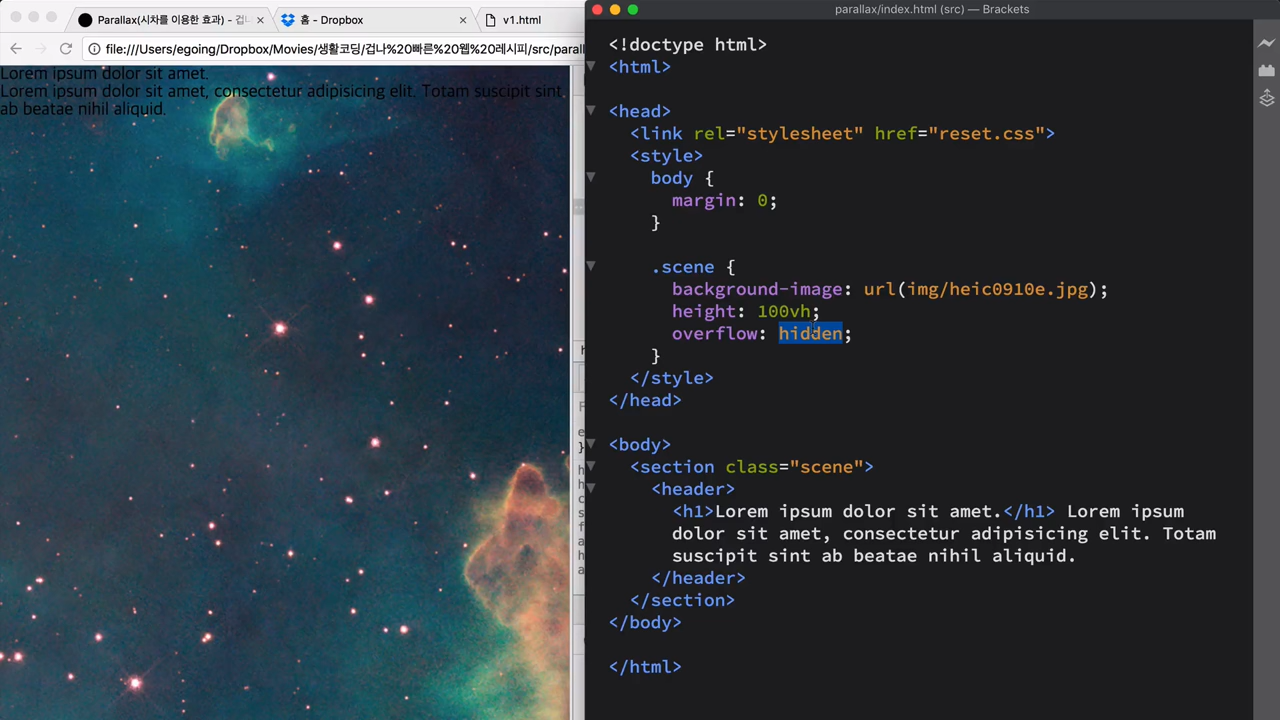 Parallax(시차를 이용한 효과) - 겁
홈 - Dropbox
v1.html
file:///Users/egoing/Dropbox/Movies/생활코딩/겁나%20빠른%20웹%20레시피/src/paral
Lorem ipsum dolor sit amet.
Lorem ipsum dolor sit amet, consectetur adipisicing elit. Totam suscipit sint
ab beatae nihil aliquid.
parallax/index.html (src) — Brackets
<!doctype html>
<html>
<head>
<link rel="stylesheet" href="reset.css">
<style>
body {
margin: 0;
}
.scene {
background-image: url(img/heic0910e.jpg);
height: 100vh;
overflow: hidden;
}
</style>
</head>
<body>
<section class="scene">
<header>
<h1>Lorem ipsum dolor sit amet.</h1> Lorem ipsum
dolor sit amet, consectetur adipisicing elit. Totam
suscipit sint ab beatae nihil aliquid.
</header>
</section>
</body>
</html>